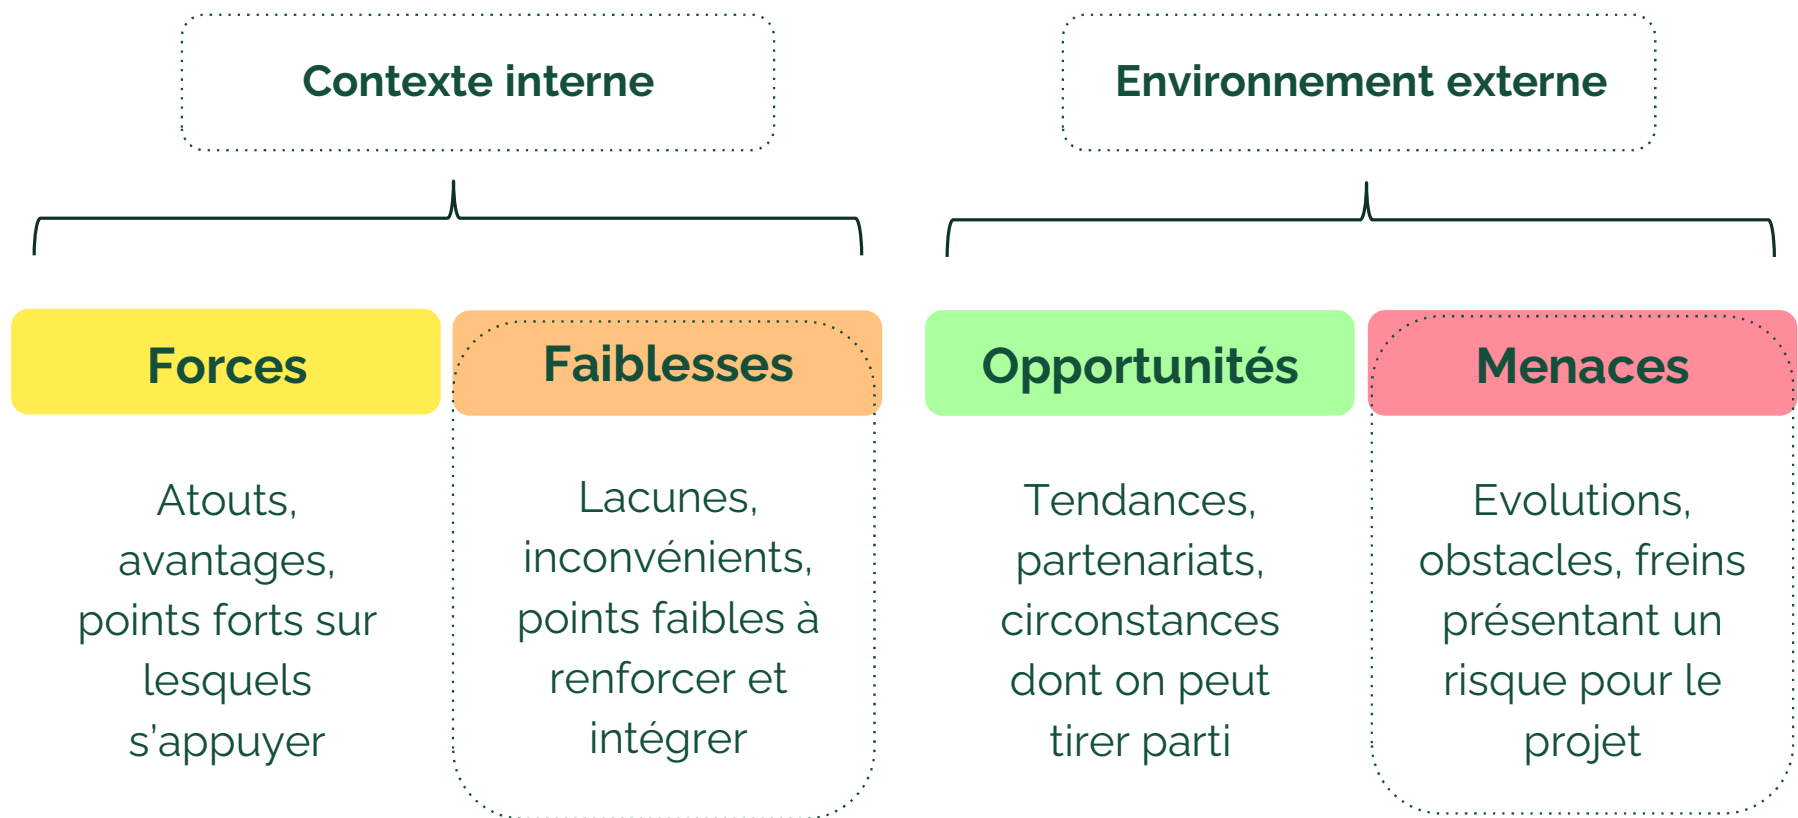 Contexte interne
Environnement externe
Forces
Faiblesses
Opportunités
Menaces
Atouts,
avantages,
points forts sur
lesquels
s'appuyer
Lacunes,
inconvénients,
points faibles à
renforcer et
intégrer
Tendances,
partenariats,
circonstances
dont on peut
tirer parti
Evolutions,
obstacles, freins
présentant un
risque pour le
projet